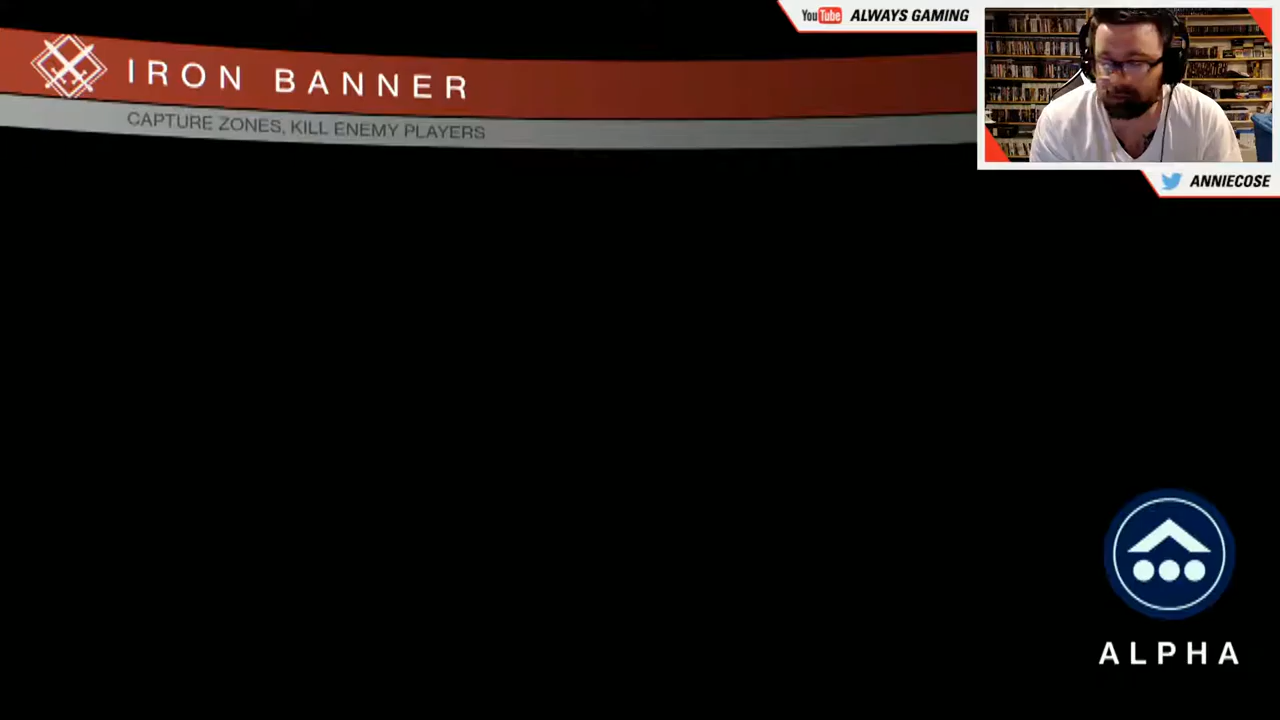 YouTube ALWAYS GAMING
IRON BANNER
CAPTURE ZONES, KILL ENEMY PLAYERS
ANNIECOSE
ALPHA